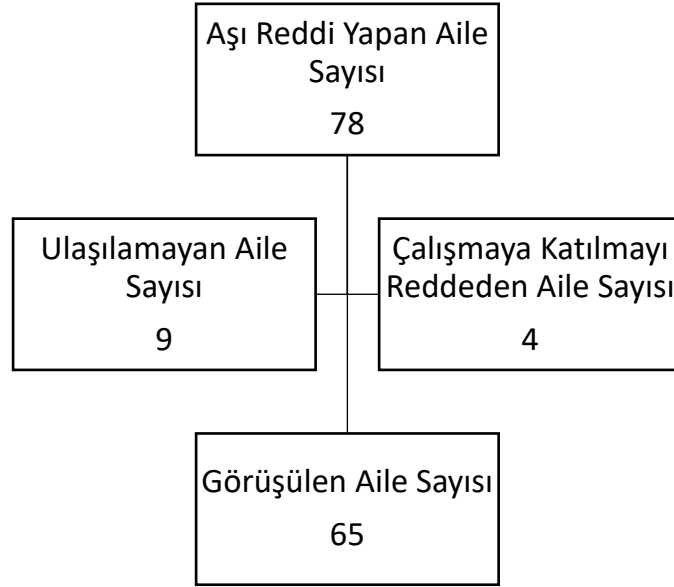 Aşı Reddi Yapan Aile
Sayısı
78
Ulaşılamayan Aile
Sayısı
9
Çalışmaya Katılmayı
Reddeden Aile Sayısı
4
Görüşülen Aile Sayısı
65